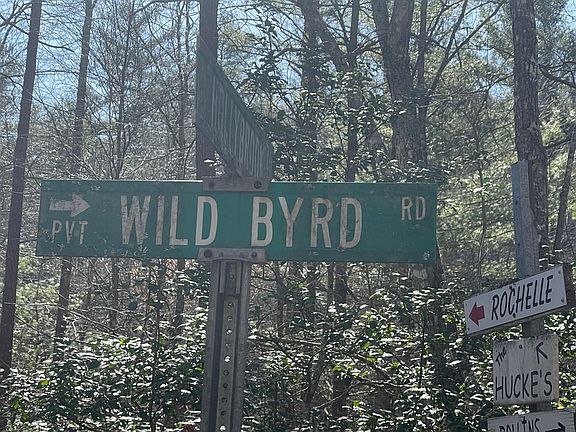 PVT WILD BYRD RD
ROCHELLE
The
HUCKE'S